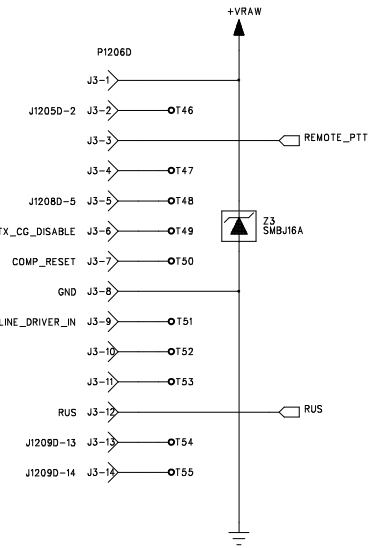 +VRAW
P1206D
J3-1
J1205D-2 J3-2 T46
J3-3 REMOTE_PTT
J3-4 T47
J1208D-5 J3-5 T48
TX_CG_DISABLE J3-6 T49
Z3
SMBJ16A
COMP_RESET J3-7 T50
GND J3-8
LINE_DRIVER_IN J3-9 T51
J3-10 T52
J3-11 T53
RUS J3-12 RUS
J1209D-13 J3-13 T54
J1209D-14 J3-14 T55